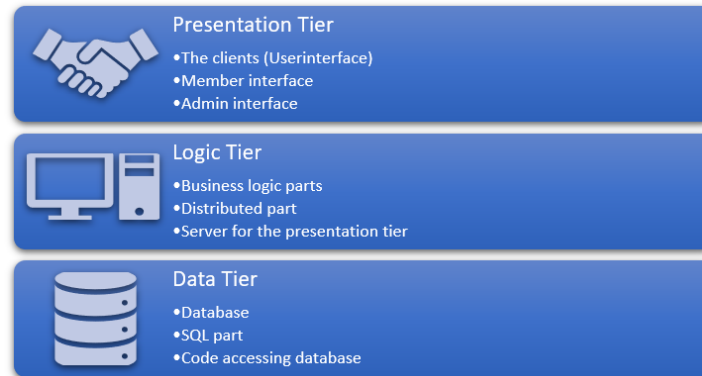 Presentation Tier
•The clients (Userinterface)
•Member interface
•Admin interface
Logic Tier
•Business logic parts
•Distributed part
•Server for the presentation tier
Data Tier
•Database
•SQL part
•Code accessing database